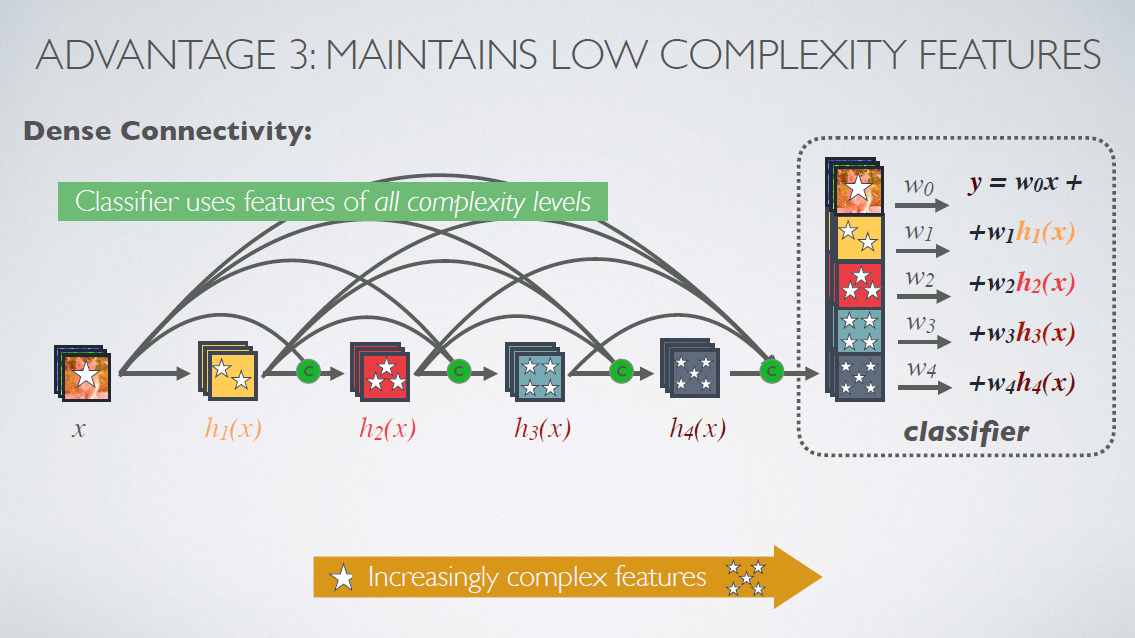 ADVANTAGE 3: MAINTAINS LOW COMPLEXITY FEATURES
Dense Connectivity:
Classifier uses features of all complexity levels
C
C
C
C
x
h1(x)
h2(x)
h3(x)
h4(x)
w0
y = w0x +
w1
+w1h1(x)
w2
+w2h2(x)
w3
+w3h3(x)
w4
+w4h4(x)
classifier
Increasingly complex features